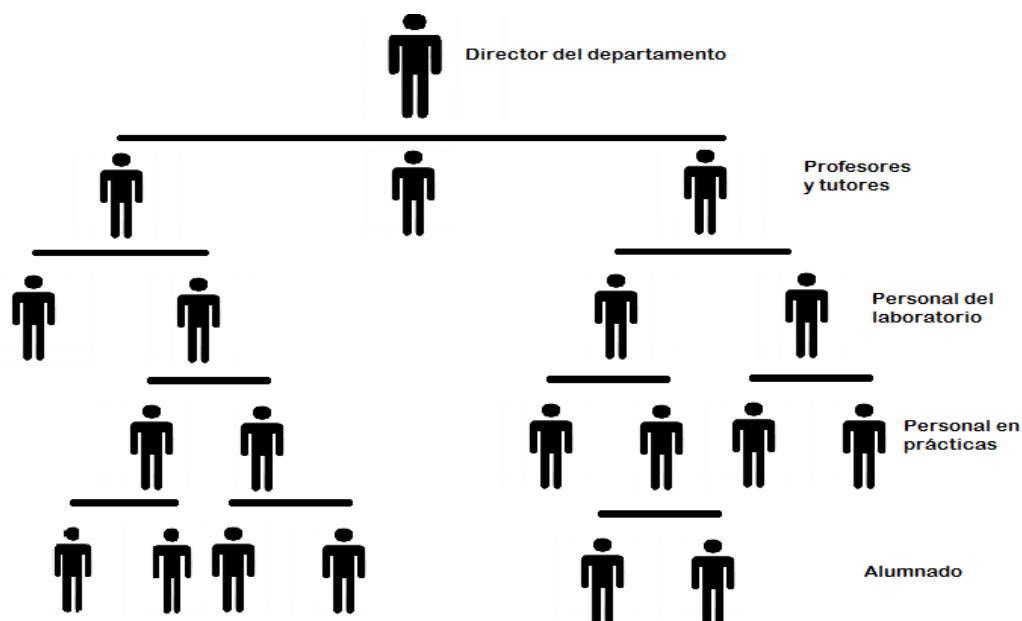 Director del departamento
Profesores
y tutores
Personal del
laboratorio
Personal en
prácticas
Alumnado